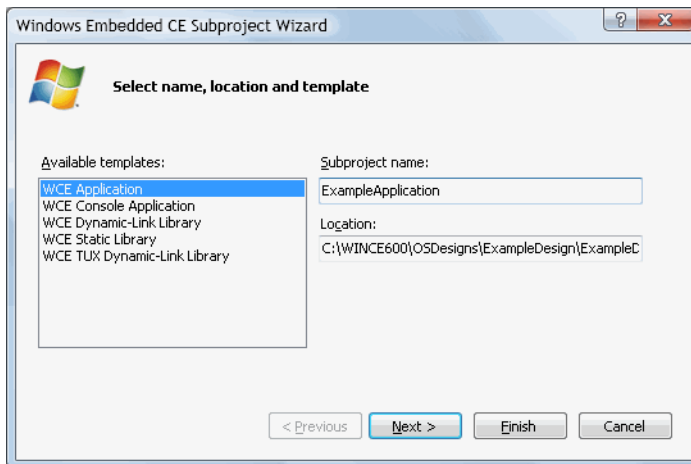 Windows Embedded CE Subproject Wizard
Select name, location and template
Available templates:
WCE Application
WCE Console Application
WCE Dynamic-Link Library
WCE Static Library
WCE TUX Dynamic-Link Library
Subproject name:
ExampleApplication
Location:
C:\WINCE600\OSDesigns\ExampleDesign\ExampleD
< Previous
Next >
Finish
Cancel